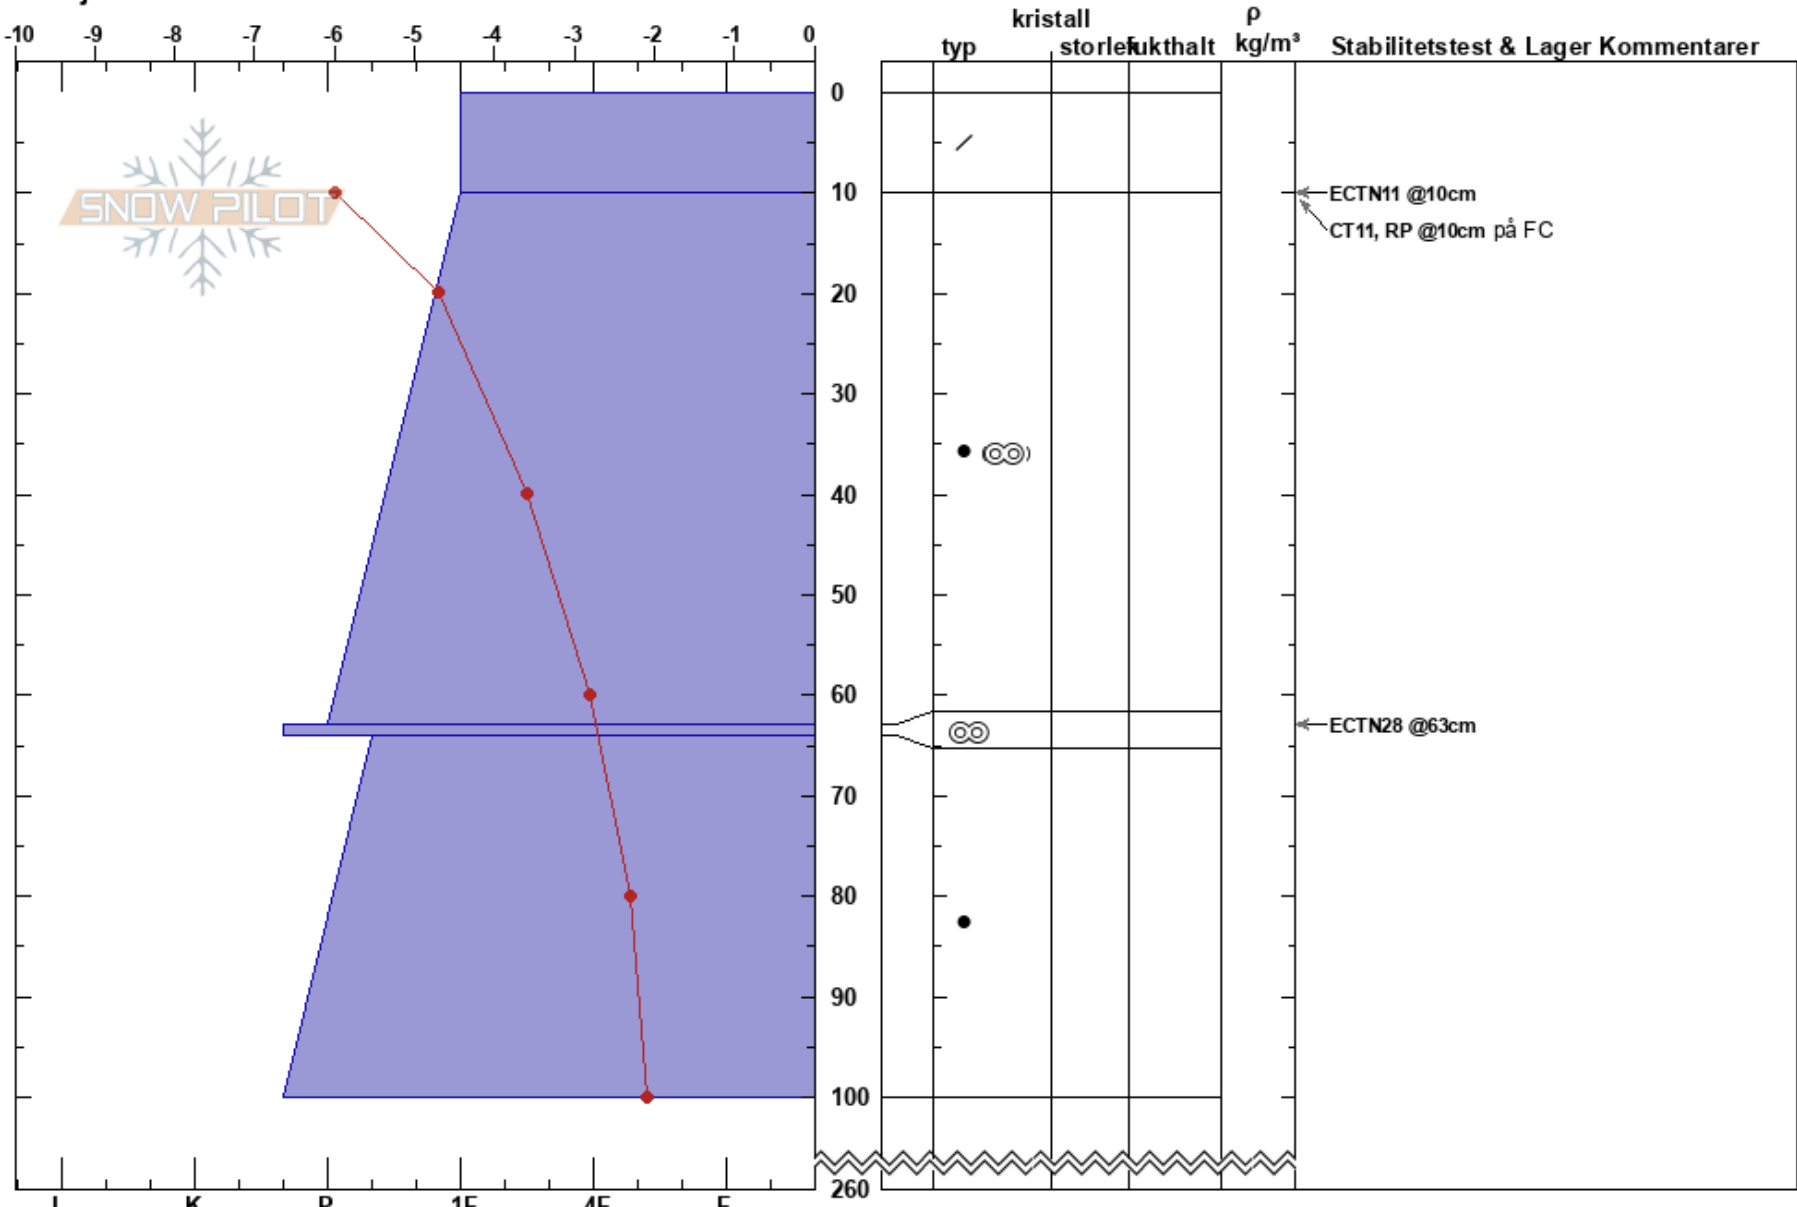 kristall ρ
-10 -9 -8 -7 -6 -5 -4 -3 -2 -1 0
typ storlek fukthalt kg/m³ Stabilitetstest & Lager Kommentarer
0
10 ECTN11 @10cm
SNOW PILOT
CT11, RP @10cm på FC
20
30
40
50
60
ECTN28 @63cm
70
80
90
100
260
K P 1F 4F F